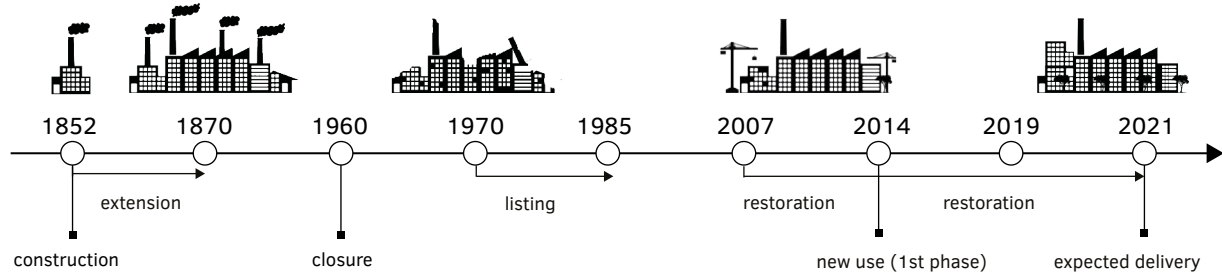 1852 1870 1960 1970 1985 2007 2014 2019 2021
extension listing restoration restoration
construction closure new use (1st phase) expected delivery